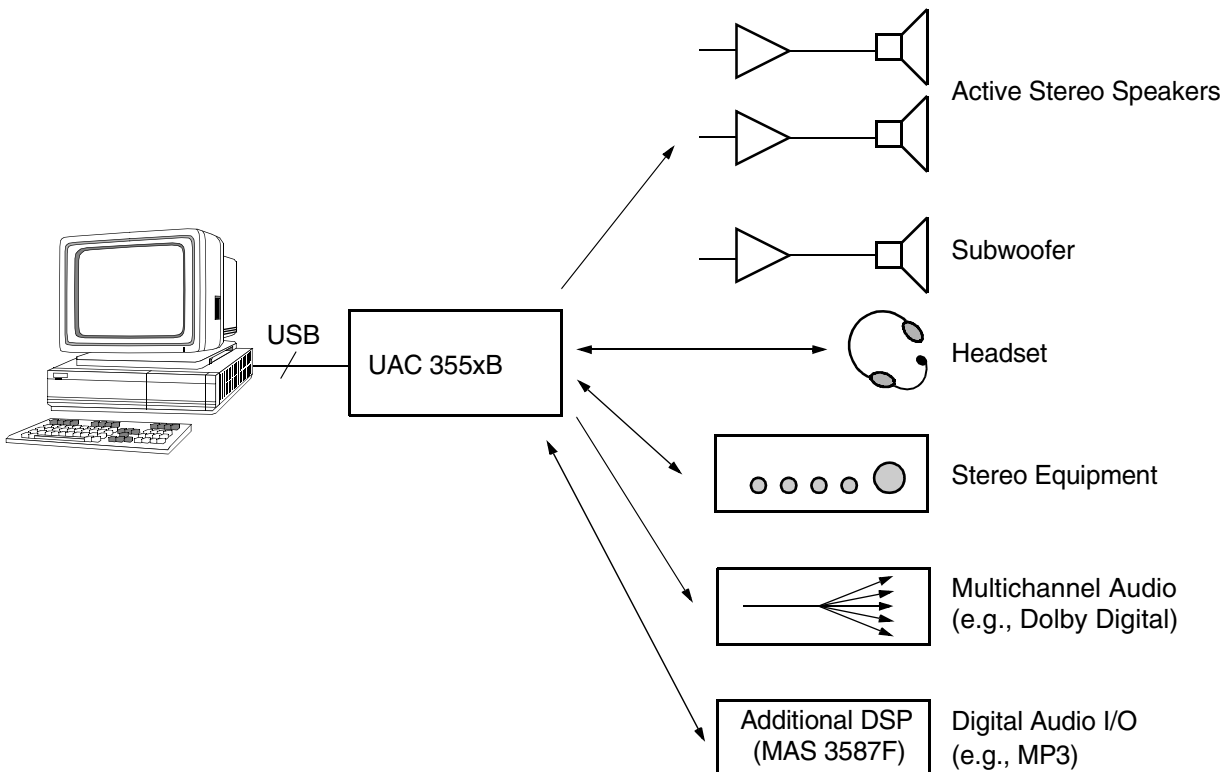 Active Stereo Speakers
Subwoofer
USB
UAC 355xB
Headset
Stereo Equipment
Multichannel Audio
(e.g., Dolby Digital)
Additional DSP
(MAS 3587F)
Digital Audio I/O
(e.g., MP3)